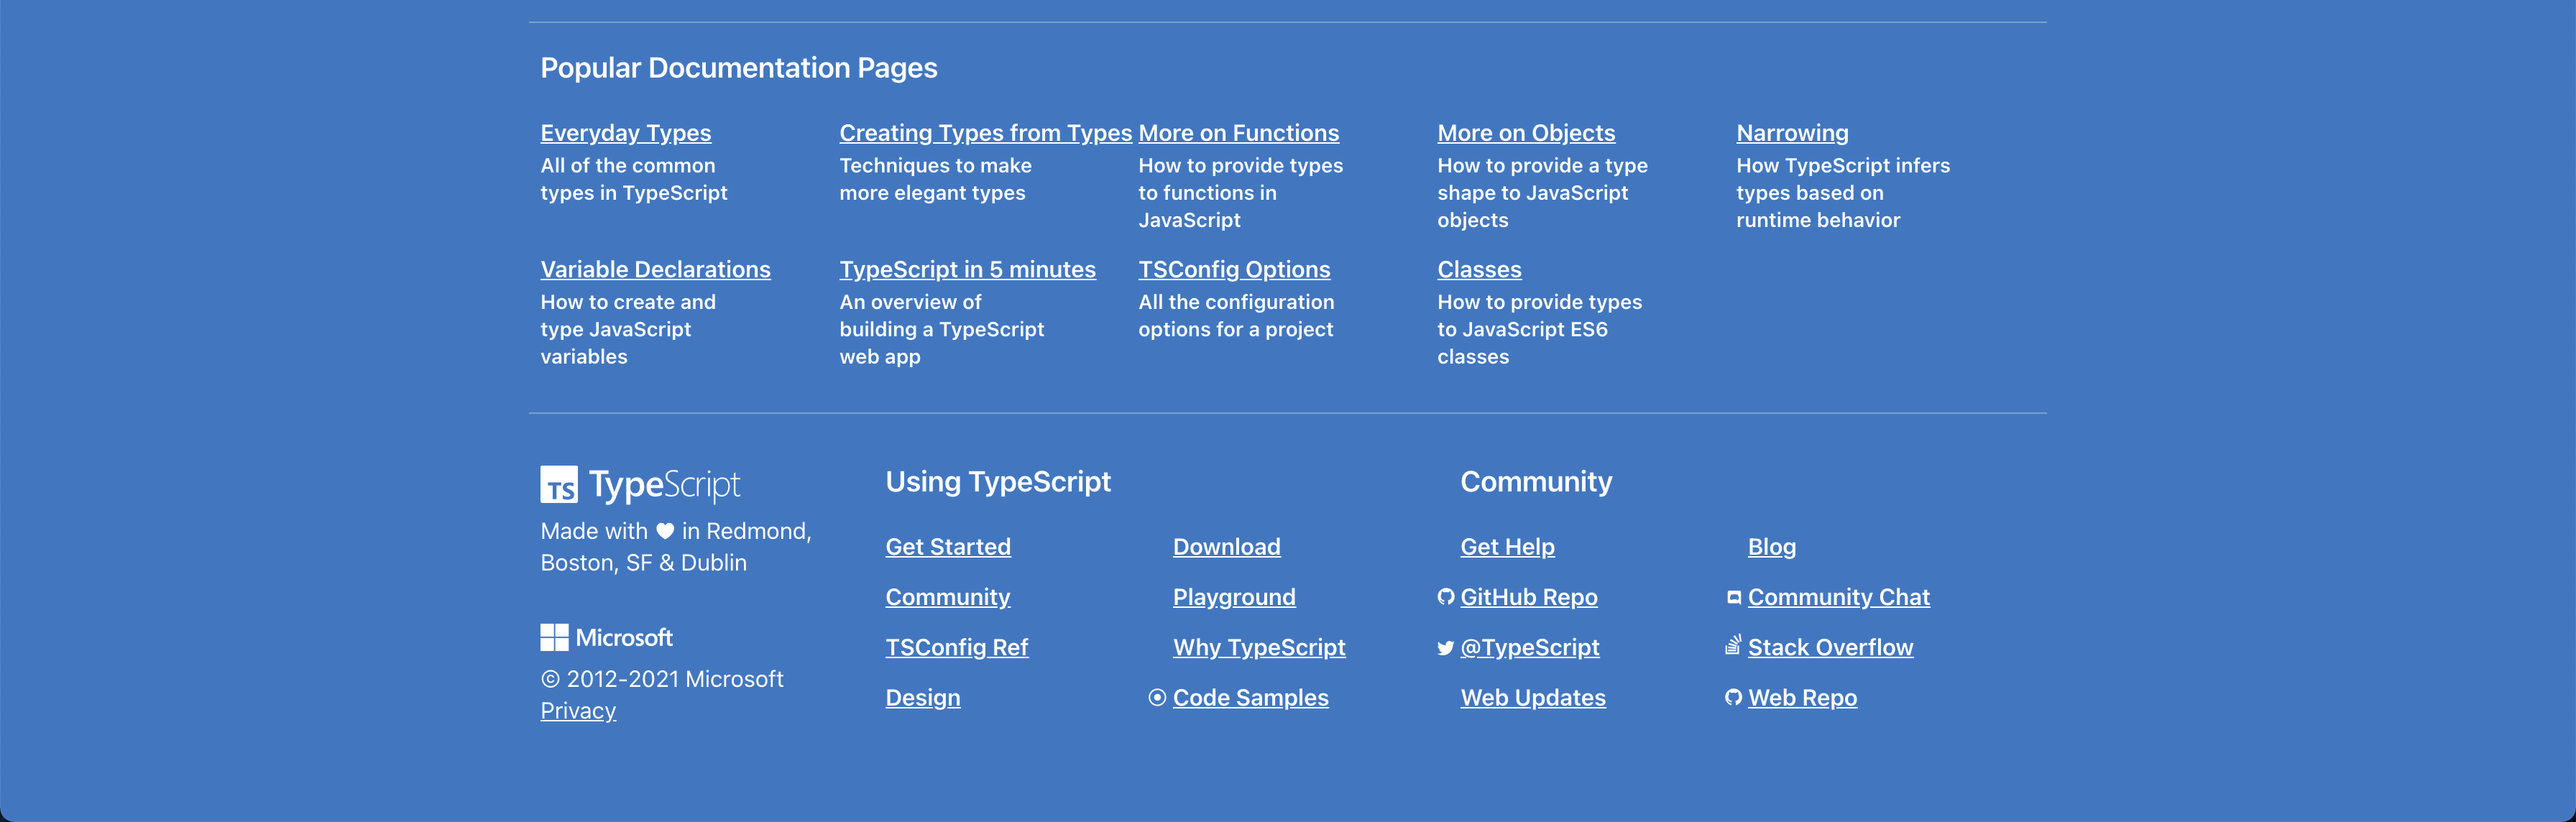 Popular Documentation Pages
Everyday Types
All of the common
types in TypeScript
Creating Types from Types
Techniques to make
more elegant types
More on Functions
How to provide types
to functions in
JavaScript
More on Objects
How to provide a type
shape to JavaScript
objects
Narrowing
How TypeScript infers
types based on
runtime behavior
Variable Declarations
How to create and
type JavaScript
variables
TypeScript in 5 minutes
An overview of
building a TypeScript
web app
TSConfig Options
All the configuration
options for a project
Classes
How to provide types
to JavaScript ES6
classes
TS TypeScript
Made with ♥ in Redmond,
Boston, SF & Dublin
Microsoft
© 2012-2021 Microsoft
Privacy
Using TypeScript
Get Started
Download
Community
Playground
TSConfig Ref
Why TypeScript
Design
Code Samples
Community
Get Help
Blog
GitHub Repo
Community Chat
@TypeScript
Stack Overflow
Web Updates
Web Repo